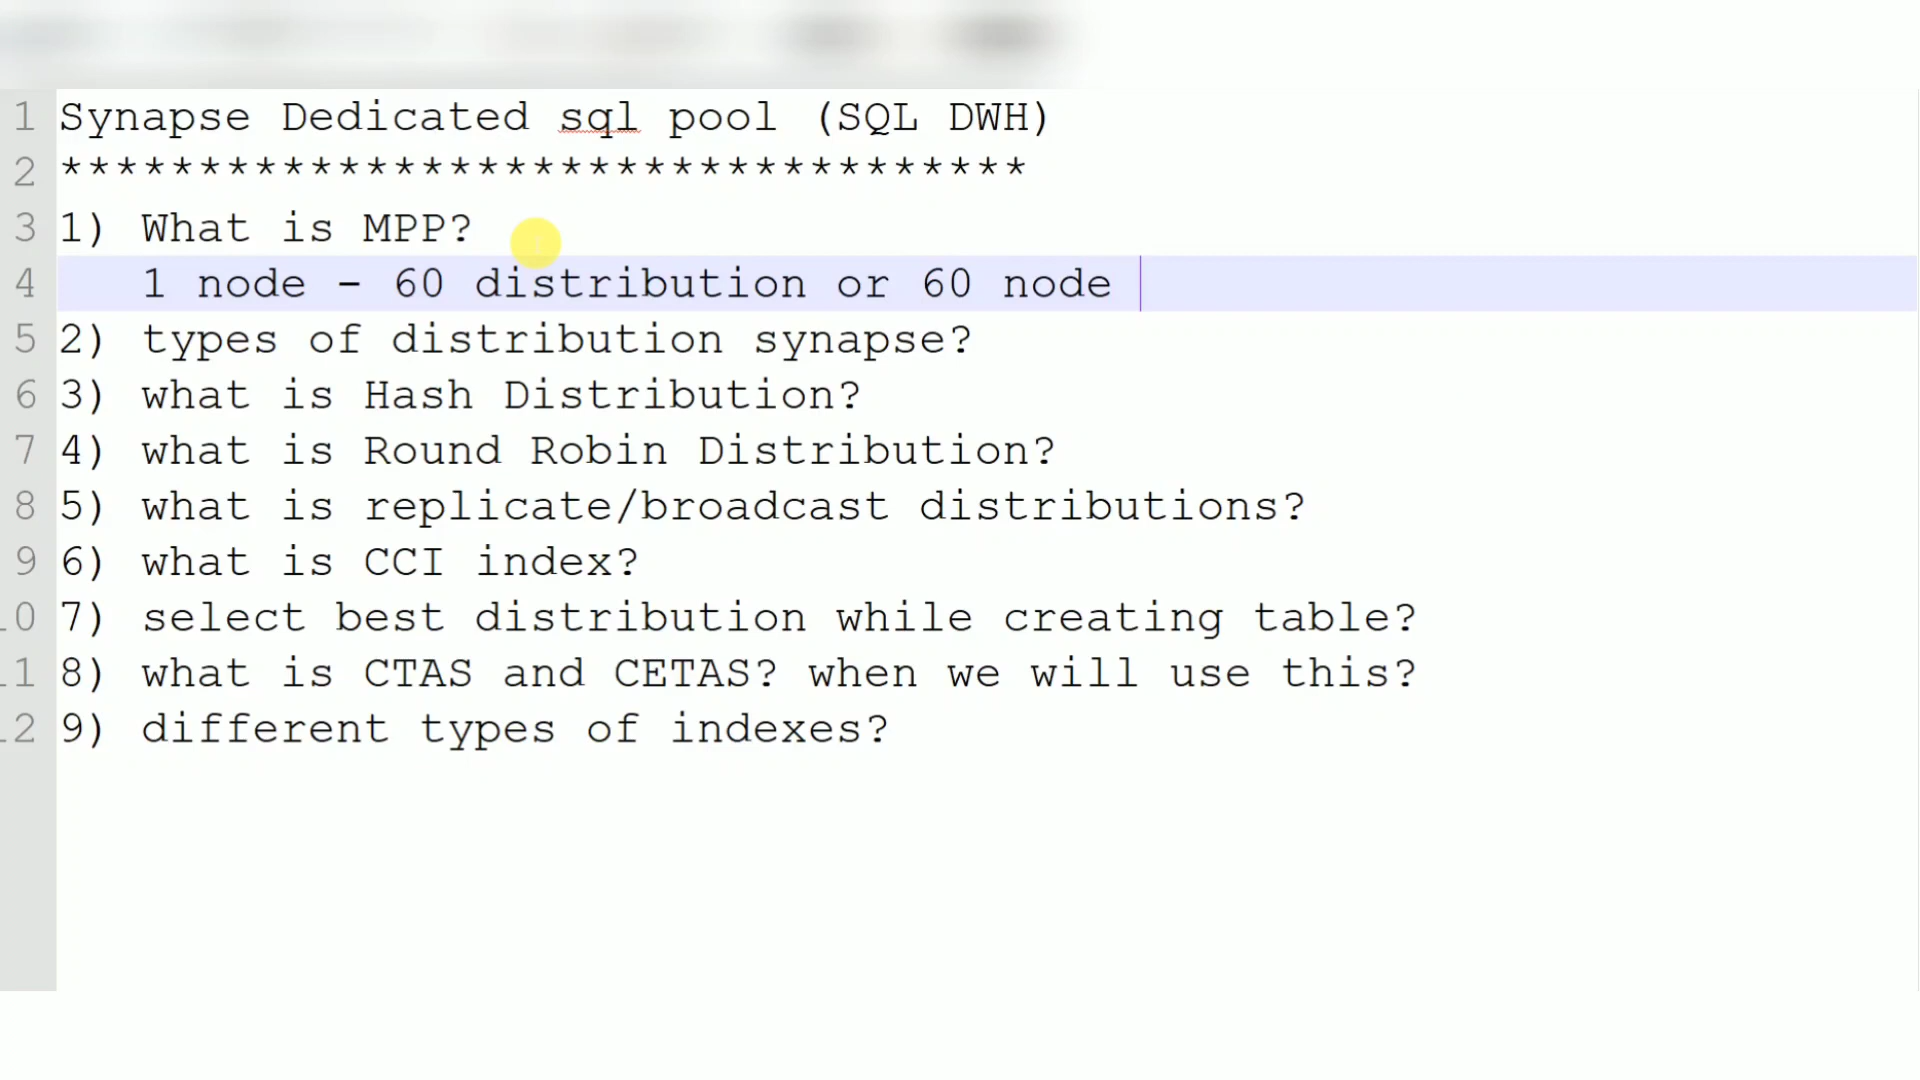 1 Synapse Dedicated sql pool (SQL DWH)
2 ***********************************
3 1) What is MPP?
4 1 node - 60 distribution or 60 node
5 2) types of distribution synapse?
6 3) what is Hash Distribution?
7 4) what is Round Robin Distribution?
8 5) what is replicate/broadcast distributions?
9 6) what is CCI index?
10 7) select best distribution while creating table?
11 8) what is CTAS and CETAS? when we will use this?
12 9) different types of indexes?